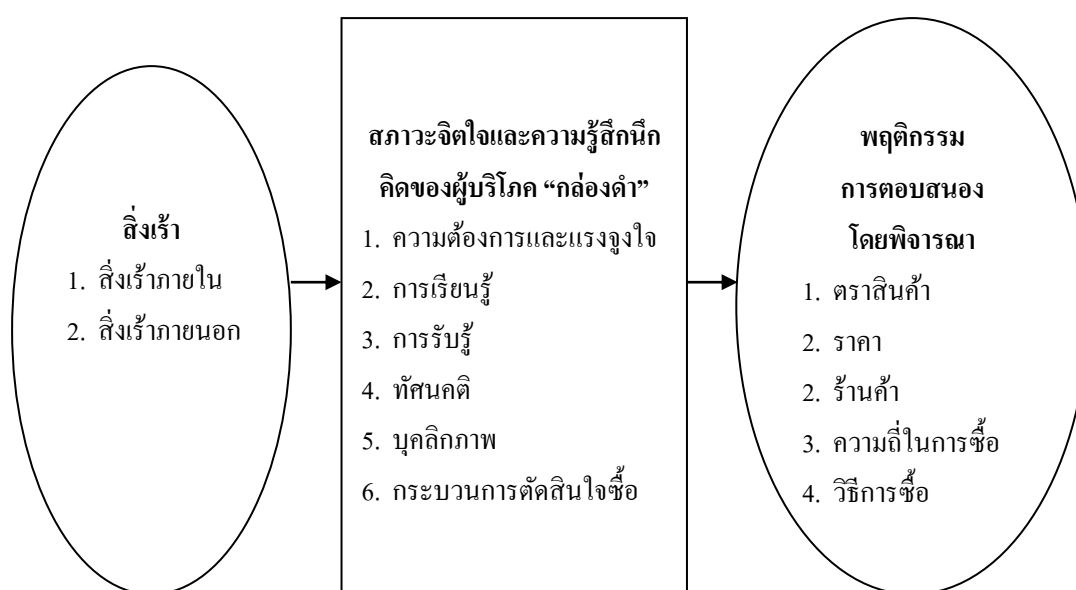 สิ่งเร้า
1. สิ่งเร้าภายใน
2. สิ่งเร้าภายนอก
สภาวะจิตใจและความรู้สึกนึก
คิดของผู้บริโภค “กล่องดำ”
1. ความต้องการและแรงจูงใจ
2. การเรียนรู้
3. การรับรู้
4. ทัศนคติ
5. บุคลิกภาพ
6. กระบวนการตัดสินใจซื้อ
พฤติกรรม
การตอบสนอง
โดยพิจารณา
1. ตราสินค้า
2. ราคา
2. ร้านค้า
3. ความถี่ในการซื้อ
4. วิธีการซื้อ